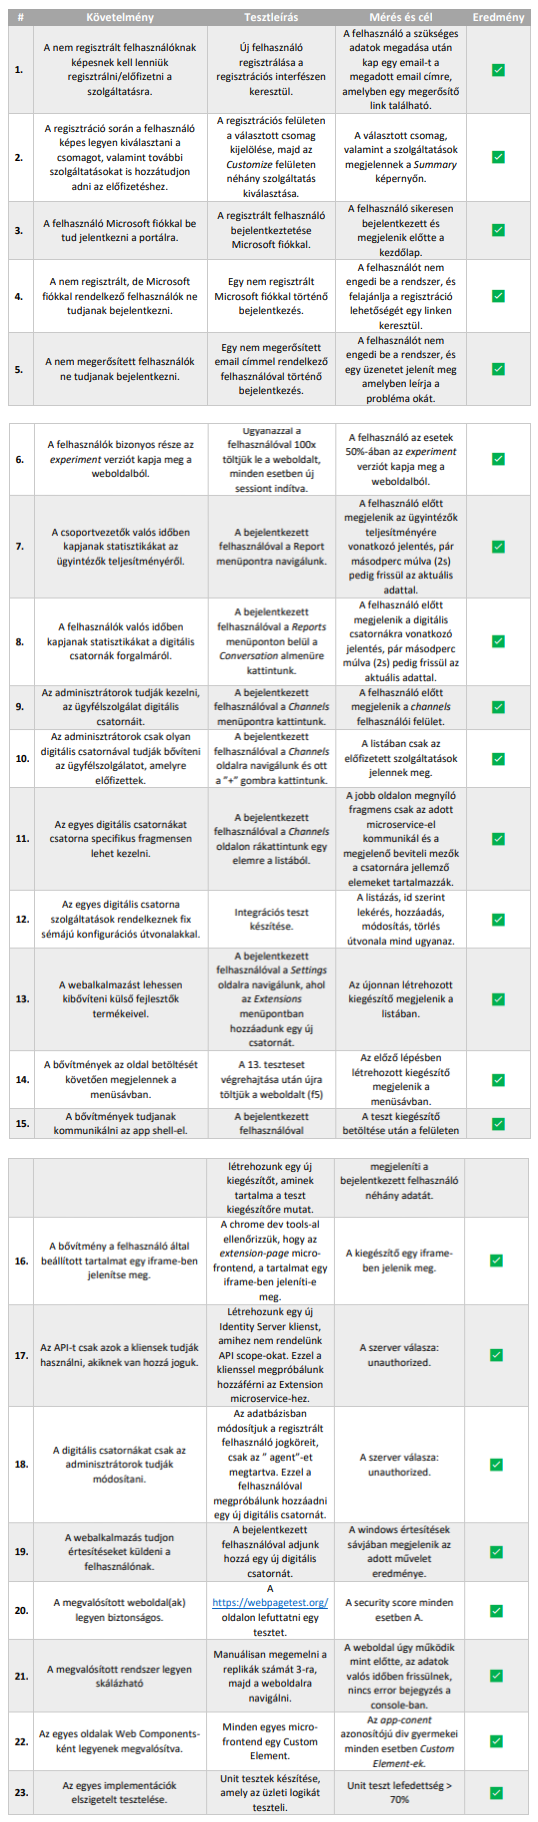 # Követelmény Tesztleírás Mérés és cél Eredmény
1.
A nem regisztrált felhasználóknak
képesnek kell lenniük
regisztrálni/előfizetni a
szolgáltatásra.
Új felhasználó
regisztrálása a
regisztrációs interfészen
keresztül.
A felhasználó a szükséges
adatok megadása után
kap egy email-t a
megadott email címre,
amelyben egy megerősítő
link található.
2.
A regisztráció során a felhasználó
képes legyen kiválasztani a
csomagot, valamint további
szolgáltatásokat is hozzátudjon
adni az előfizetéshez.
A regisztrációs felületen
a választott csomag
kijelölése, majd az
Customize felületen
néhány szolgáltatás
kiválasztása.
A választott csomag,
valamint a szolgáltatások
megjelennek a Summary
képernyőn.
3.
A felhasználó Microsoft fiókkal be
tud jelentkezni a portálra.
A regisztrált felhasználó
bejelentkeztetése
Microsoft fiókkal.
A felhasználó sikeresen
bejelentkezett és
megjelenik előtte a
kezdőlap.
4.
A nem regisztrált, de Microsoft
fiókkal rendelkező felhasználók ne
tudjanak bejelentkezni.
Egy nem regisztrált
Microsoft fiókkal történő
bejelentkezés.
A felhasználót nem
engedi be a rendszer, és
felajánlja a regisztráció
lehetőségét egy linken
keresztül.
5.
A nem megerősített felhasználók
ne tudjanak bejelentkezni.
Egy nem megerősített
email címmel rendelkező
felhasználóval történő
bejelentkezés.
A felhasználót nem
engedi be a rendszer, és
egy üzenetet jelenít meg
amelyben leírja a
probléma okát.
6.
A felhasználók bizonyos része az
experiment verziót kapja meg a
weboldalból.
Ugyanazzal a
felhasználóval 100x
töltjük le a weboldalt,
minden esetben új
sessiont indítva.
A felhasználó az esetek
50%-ában az experiment
verziót kapja meg a
weboldalból.
7.
A csoportvezetők valós időben
kapjanak statisztikákat az
ügyintézők teljesítményéről.
A bejelentkezett
felhasználóval a Report
menüpontra navigálunk.
A felhasználó előtt
megjelenik az ügyintézők
teljesítményére
vonatkozó jelentés, pár
másodperc múlva (2s)
pedig frissül az aktuális
adattal.
8.
A felhasználók valós időben
kapjanak statisztikákat a digitális
csatornák forgalmáról.
A bejelentkezett
felhasználóval a Reports
menüponton belül a
Conversation almenüre
kattintunk.
A felhasználó előtt
megjelenik a digitális
csatornákra vonatkozó
jelentés, pár másodperc
múlva (2s) pedig frissül az
aktuális adattal.
9.
Az adminisztrátorok tudják kezelni,
az ügyfélszolgálat digitális
csatornáit.
A bejelentkezett
felhasználóval a Channels
menüpontra kattintunk.
A felhasználó előtt
megjelenik a channels
felhasználói felület.
10.
Az adminisztrátorok csak olyan
digitális csatornával tudják bővíteni
az ügyfélszolgálatot, amelyre
előfizettek.
A bejelentkezett
felhasználóval a Channels
oldalra navigálunk és ott
a "+" gombra kattintunk.
A listában csak az
előfizetett szolgáltatások
jelennek meg.
11.
Az egyes digitális csatornákat
csatorna specifikus fragmensen
lehet kezelni.
A bejelentkezett
felhasználóval a Channels
oldalon rákattintunk egy
elemre a listából.
A jobb oldalon megnyíló
fragmens csak az adott
microservice-el
kommunikál és a
megjelenő beviteli mezők
a csatornára jellemző
elemeket tartalmazzák.
12.
Az egyes digitális csatorna
szolgáltatások rendelkeznek fix
sémájú konfigurációs útvonalakkal.
Integrációs teszt
készítése.
A listázás, id szerint
lekérés, hozzáadás,
módosítás, törlés
útvonala mind ugyanaz.
13.
A webalkalmazást lehessen
kibővíteni külső fejlesztők
termékeivel.
A bejelentkezett
felhasználóval a Settings
oldalra navigálunk, ahol
az Extensions
menüpontban
hozzáadunk egy új
csatornát.
Az újonnan létrehozott
kiegészítő megjelenik a
listában.
14.
A bővítmények az oldal betöltését
követően megjelennek a
menüsávban.
A 13. teszteset
végrehajtása után újra
töltjük a weboldalt (f5)
Az előző lépésben
létrehozott kiegészítő
megjelenik a
menüsávban.
15.
A bővítmények tudjanak
kommunikálni az app shell-el.
A bejelentkezett
felhasználóval
A teszt kiegészítő
betöltése után a felületen
létrehozunk egy új
kiegészítőt, aminek
tartalma a teszt
kiegészítőre mutat.
megjeleníti a
bejelentkezett felhasználó
néhány adatát.
16.
A bővítmény a felhasználó által
beállított tartalmat egy iframe-ben
jelenítse meg.
A chrome dev tools-al
ellenőrizzük, hogy az
extension-page micro-
frontend, a tartalmat egy
iframe-ben jeleníti-e
meg.
A kiegészítő egy iframe-
ben jelenik meg.
17.
Az API-t csak azok a kliensek tudják
használni, akiknek van hozzá joguk.
Létrehozunk egy új
Identity Server klienst,
amihez nem rendelünk
API scope-okat. Ezzel a
klienssel megpróbálunk
hozzáférni az Extension
microservice-hez.
A szerver válasza:
unauthorized.
18.
A digitális csatornákat csak az
adminisztrátorok tudják
módosítani.
Az adatbázisban
módosítjuk a regisztrált
felhasználó jogköreit,
csak az " agent"-et
megtartva. Ezzel a
felhasználóval
megpróbálunk hozzáadni
egy új digitális csatornát.
A szerver válasza:
unauthorized.
19.
A webalkalmazás tudjon
értesítéseket küldeni a
felhasználónak.
A bejelentkezett
felhasználóval adjunk
hozzá egy új digitális
csatornát.
A windows értesítések
sávjában megjelenik az
adott művelet
eredménye.
20.
A megvalósított weboldal(ak)
legyen biztonságos.
A
https://webpagetest.org/
oldalon lefuttatni egy
tesztet.
A security score minden
esetben A.
21.
A megvalósított rendszer legyen
skálázható
Manuálisan megemelni a
replikák számát 3-ra,
majd a weboldalra
navigálni.
A weboldal úgy működik
mint előtte, az adatok
valós időben frissülnek,
nincs error bejegyzés a
console-ban.
22.
Az egyes oldalak Web Components-
ként legyenek megvalósítva.
Minden egyes micro-
frontend egy Custom
Element.
Az app-conent
azonosítójú div gyermekei
minden esetben Custom
Element-ek.
23.
Az egyes implementációk
elszigetelt tesztelése.
Unit tesztek készítése,
amely az üzleti logikát
teszteli.
Unit teszt lefedettség >
70%